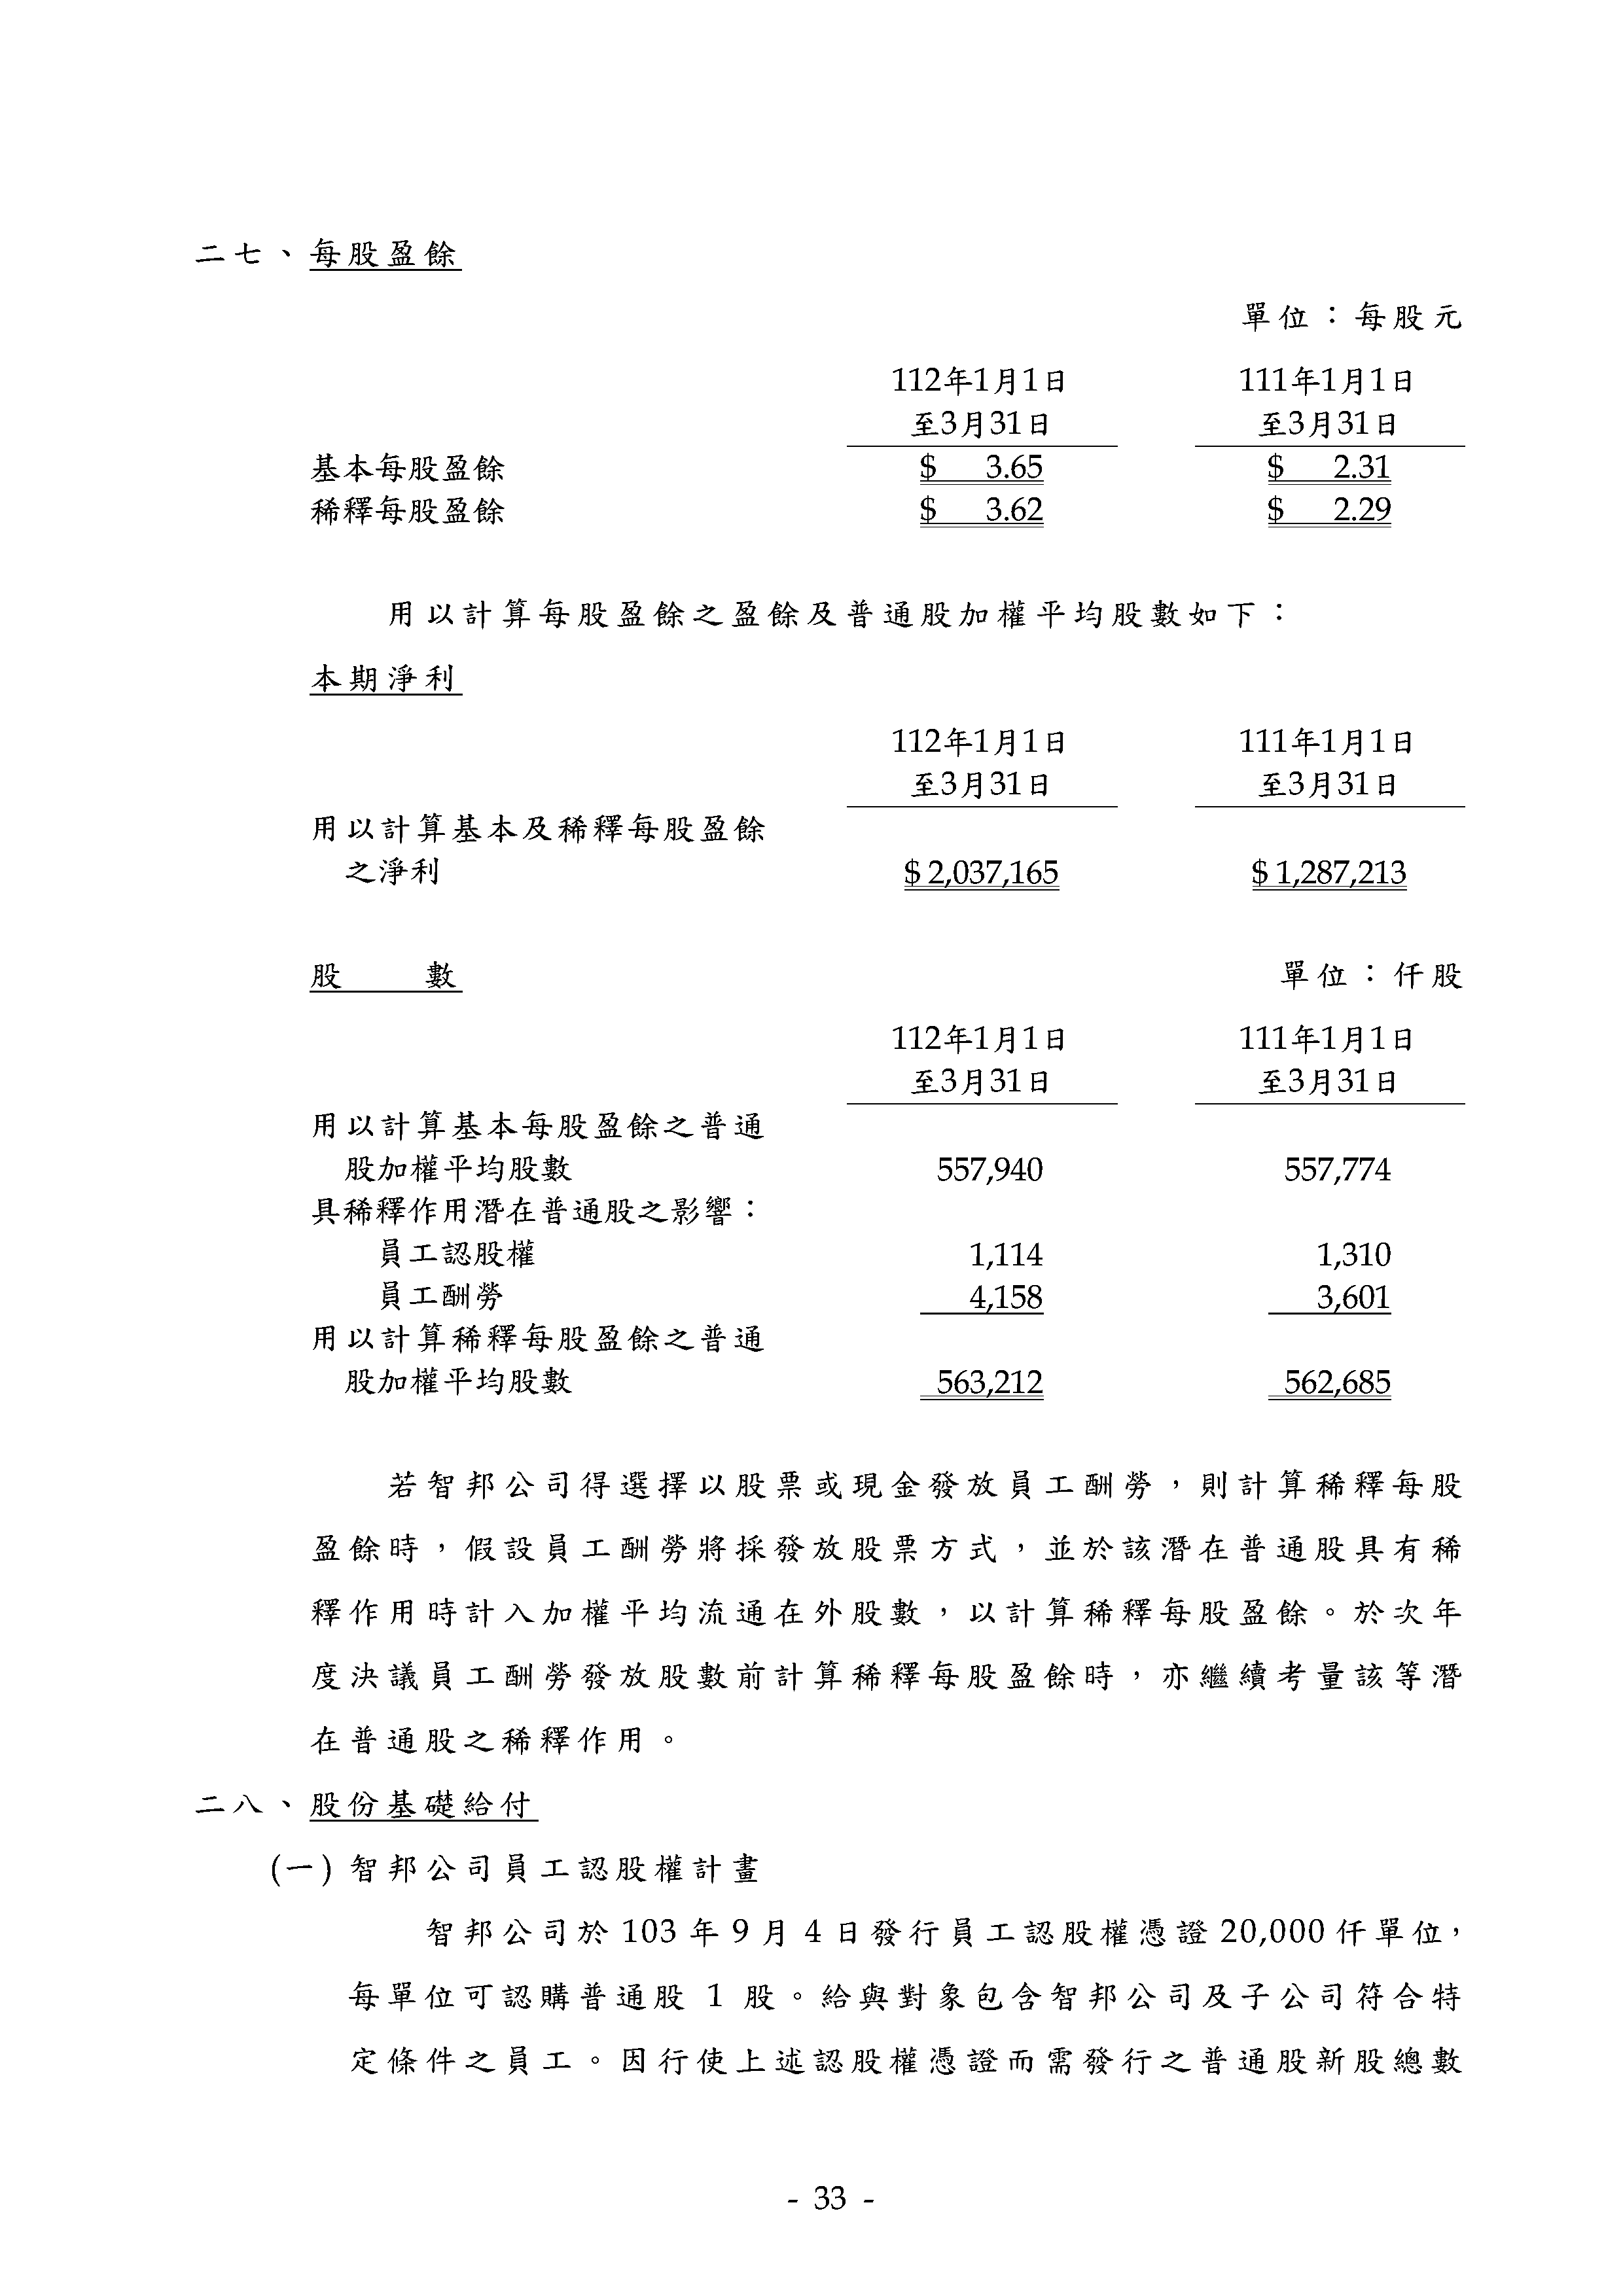 二七、每股盈餘
單位：每股元
112年1月1日 111年1月1日
至3月31日 至3月31日
基本每股盈餘 $ 3.65 $ 2.31
稀釋每股盈餘 $ 3.62 $ 2.29
用以計算每股盈餘之盈餘及普通股加權平均股數如下：
本期淨利
112年1月1日 111年1月1日
至3月31日 至3月31日
用以計算基本及稀釋每股盈餘
之淨利 $ 2,037,165 $ 1,287,213
股 數 單位：仟股
112年1月1日 111年1月1日
至3月31日 至3月31日
用以計算基本每股盈餘之普通
股加權平均股數 557,940 557,774
具稀釋作用潛在普通股之影響：
員工認股權 1,114 1,310
員工酬勞 4,158 3,601
用以計算稀釋每股盈餘之普通
股加權平均股數 563,212 562,685
若智邦公司得選擇以股票或現金發放員工酬勞，則計算稀釋每股
盈餘時，假設員工酬勞將採發放股票方式，並於該潛在普通股具有稀
釋作用時計入加權平均流通在外股數，以計算稀釋每股盈餘。於次年
度決議員工酬勞發放股數前計算稀釋每股盈餘時，亦繼續考量該等潛
在普通股之稀釋作用。
二八、股份基礎給付
(一) 智邦公司員工認股權計畫
智邦公司於 103 年 9 月 4 日發行員工認股權憑證 20,000 仟單位，
每單位可認購普通股 1 股。給與對象包含智邦公司及子公司符合特
定條件之員工。因行使上述認股權憑證而需發行之普通股新股總數
- 33 -